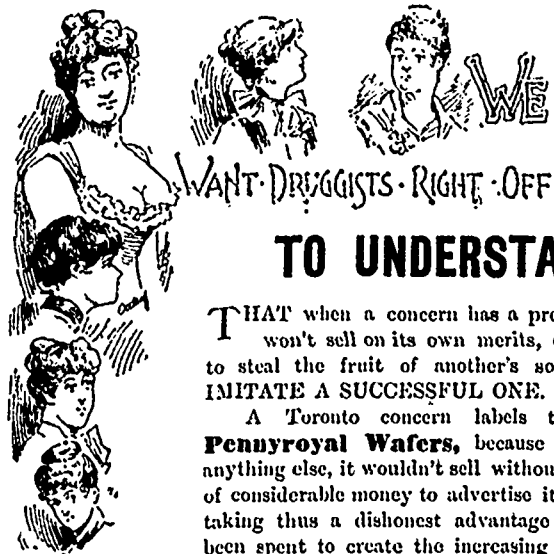 WE
WANT · DRUGGISTS · RIGHT · OFF
TO UNDERSTA
THAT when a concern has a pro
won't sell on its own merits,
to steal the fruit of another's so
IMITATE A SUCCESSFUL ONE.
A Toronto concern labels t
Pennyroyal Wafers, because
anything else, it wouldn't sell withou
of considerable money to advertise it
taking thus a dishonest advantage
been spent to create the increasing